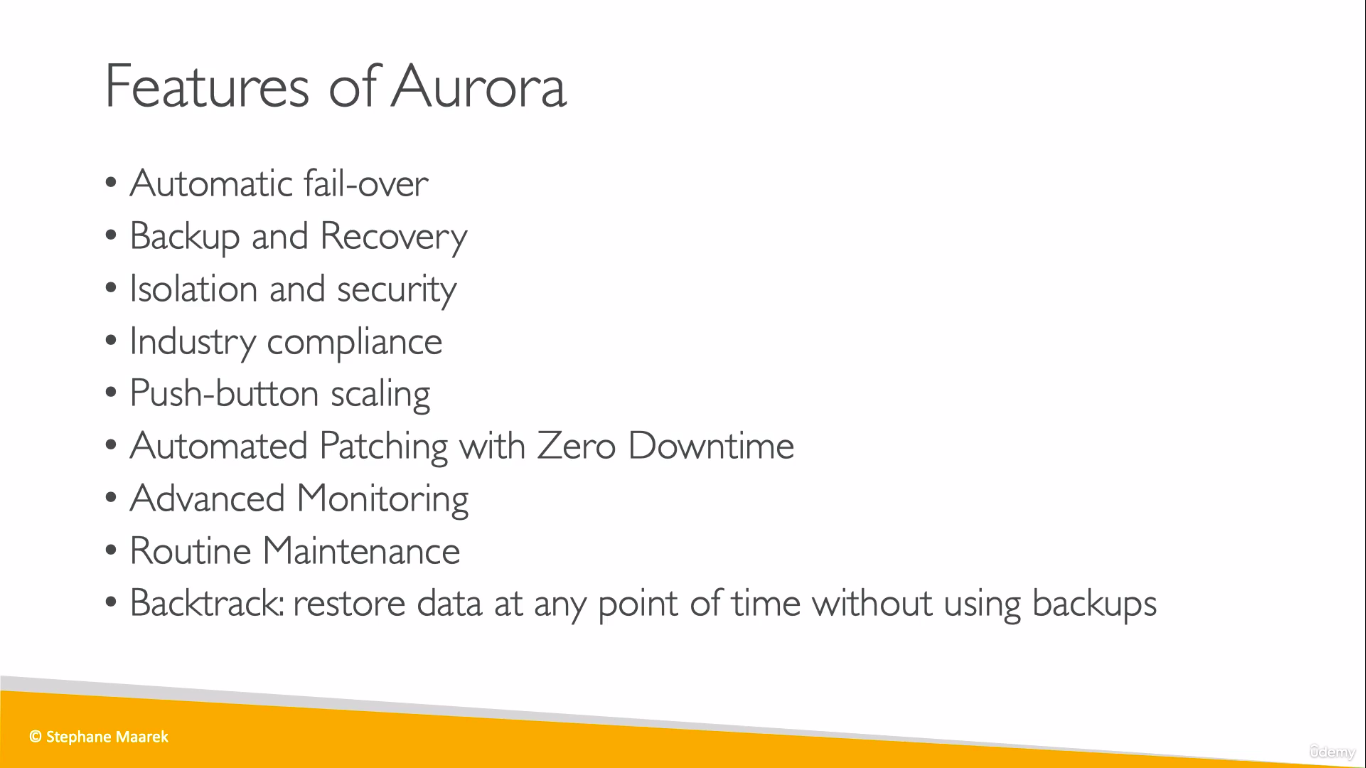 Features of Aurora
• Automatic fail-over
• Backup and Recovery
• Isolation and security
• Industry compliance
• Push-button scaling
• Automated Patching with Zero Downtime
• Advanced Monitoring
• Routine Maintenance
• Backtrack: restore data at any point of time without using backups
© Stephane Maarek
ûdemy